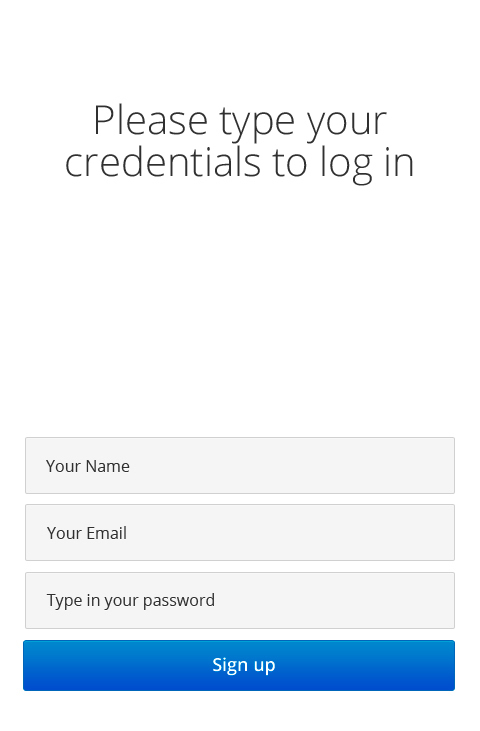 Please type your
credentials to log in
Your Name
Your Email
Type in your password
Sign up